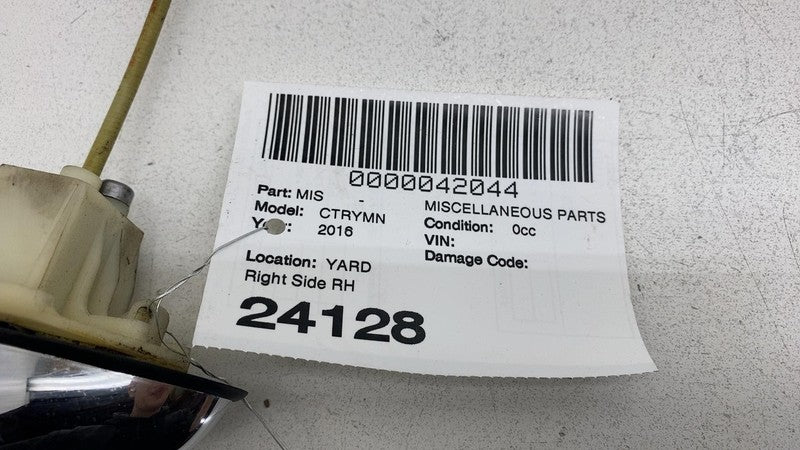 0000042044
Part: MIS - MISCELLANEOUS PARTS
Model: CTRYMN Condition: 0cc
2016 VIN:
Location: YARD Damage Code:
Right Side RH
24128